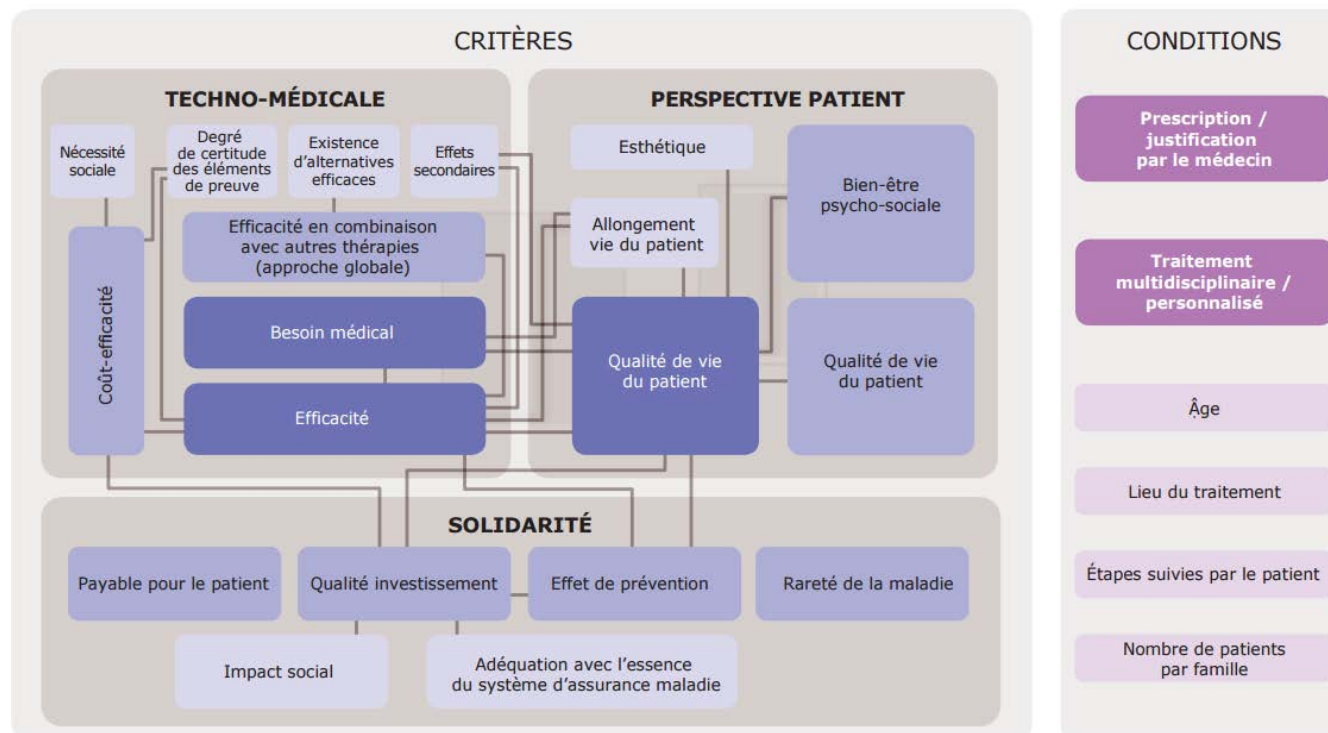 CRITÈRES
TECHNO-MÉDICALE
Nécessité
sociale
Degré
de certitude
des éléments
de preuve
Existence
d'alternatives
efficaces
Effets
secondaires
Efficacité en combinaison
avec autres thérapies
(approche globale)
Coût-efficacité
Besoin médical
Efficacité
PERSPECTIVE PATIENT
Esthétique
Bien-être
psycho-sociale
Allongement
vie du patient
Qualité de vie
du patient
Qualité de vie
du patient
SOLIDARITÉ
Payable pour le patient
Qualité investissement
Effet de prévention
Rareté de la maladie
Impact social
Adéquation avec l'essence
du système d'assurance maladie
CONDITIONS
Prescription /
justification
par le médecin
Traitement
multidisciplinaire /
personnalisé
Âge
Lieu du traitement
Étapes suivies par le patient
Nombre de patients
par famille